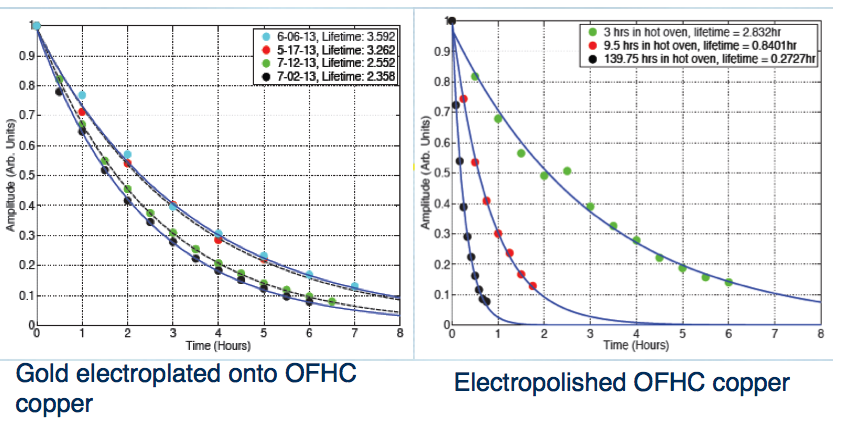 6-06-13, Lifetime: 3.592
5-17-13, Lifetime: 3.262
7-12-13, Lifetime: 2.552
7-02-13, Lifetime: 2.358
Amplitude (Arb. Units)
1
0.9
0.8
0.7
0.6
0.5
0.4
0.3
0.2
0.1
0
0 1 2 3 4 5 6 7 8
Time (Hours)
Gold electroplated onto OFHC
copper
3 hrs in hot oven, lifetime = 2.832hr
9.5 hrs in hot oven, lifetime = 0.8401hr
139.75 hrs in hot oven, lifetime = 0.2727hr
Amplitude (Arb. Units)
1
0.9
0.8
0.7
0.6
0.5
0.4
0.3
0.2
0.1
0
0 1 2 3 4 5 6 7 8
Time (Hours)
Electropolished OFHC copper